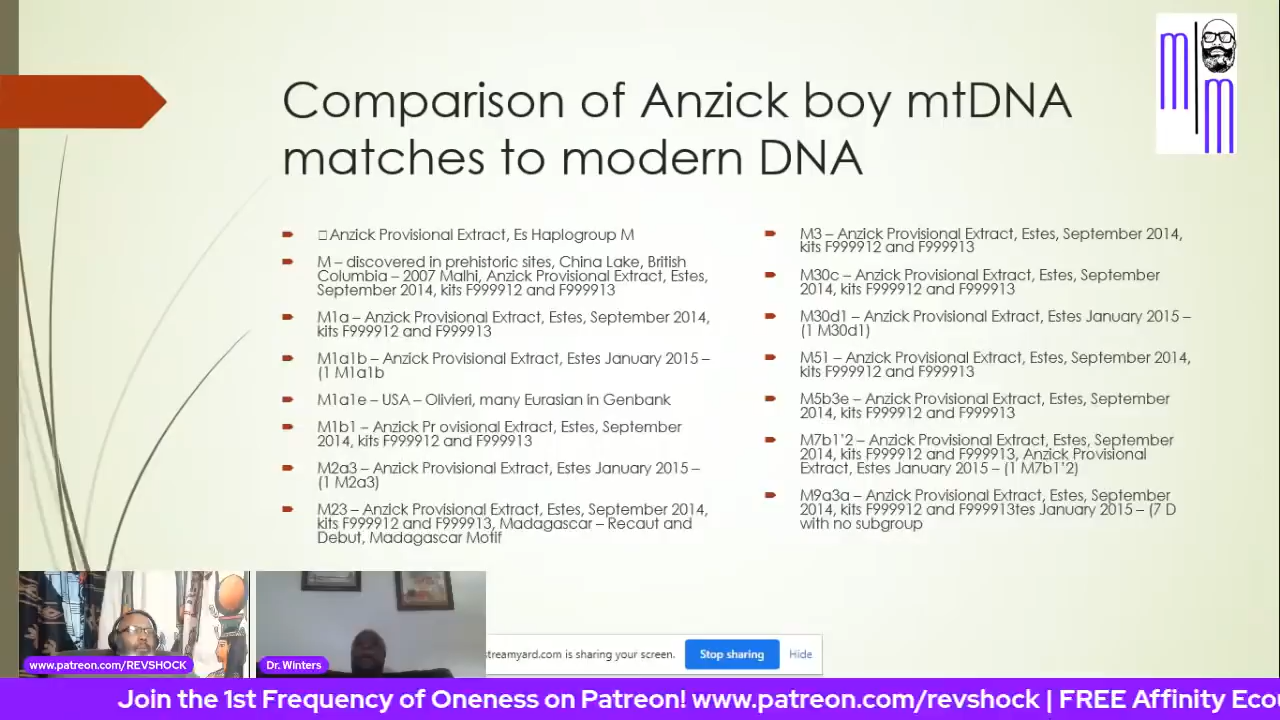 Comparison of Anzick boy mtDNA
matches to modern DNA
Anzick Provisional Extract, Es Haplogroup M
M – discovered in prehistoric sites, China Lake, British
Columbia – 2007 Malhi, Anzick Provisional Extract, Estes,
September 2014, kits F999912 and F999913
M1a – Anzick Provisional Extract, Estes, September 2014,
kits F999912 and F999913
M1a1b – Anzick Provisional Extract, Estes January 2015 –
(1 M1a1b
M1a1e – USA – Olivieri, many Eurasian in Genbank
M1b1 – Anzick Pr ovisional Extract, Estes, September
2014, kits F999912 and F999913
M2a3 – Anzick Provisional Extract, Estes January 2015 –
(1 M2a3)
M23 – Anzick Provisional Extract, Estes, September 2014,
kits F999912 and F999913, Madagascar – Recaut and
Debut, Madagascar Motif
M3 – Anzick Provisional Extract, Estes, September 2014,
kits F999912 and F999913
M30c – Anzick Provisional Extract, Estes, September
2014, kits F999912 and F999913
M30d1 – Anzick Provisional Extract, Estes January 2015 –
(1 M30d1)
M51 – Anzick Provisional Extract, Estes, September 2014,
kits F999912 and F999913
M5b3e – Anzick Provisional Extract, Estes, September
2014, kits F999912 and F999913
M7b1'2 – Anzick Provisional Extract, Estes, September
2014, kits F999912 and F999913, Anzick Provisional
Extract, Estes January 2015 – (1 M7b1'2)
M9a3a – Anzick Provisional Extract, Estes, September
2014, kits F999912 and F999913tes January 2015 – (7 D
with no subgroup
m
m
www.patreon.com/REVSHOCK
Dr. Winters
streamyard.com is sharing your screen.
Stop sharing
Hide
Join the 1st Frequency of Oneness on Patreon! www.patreon.com/revshock | FREE Affinity Eco